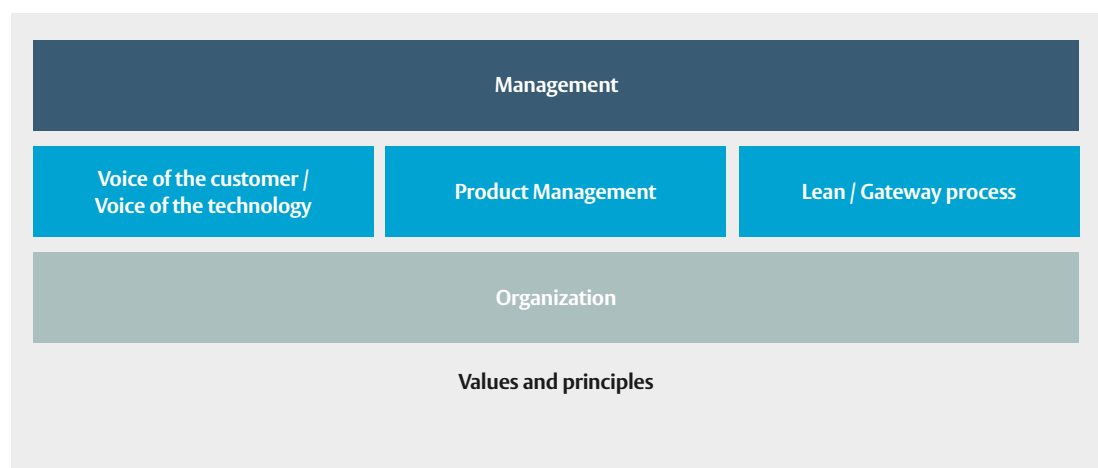 Management
Voice of the customer /
Voice of the technology
Product Management
Lean / Gateway process
Organization
Values and principles